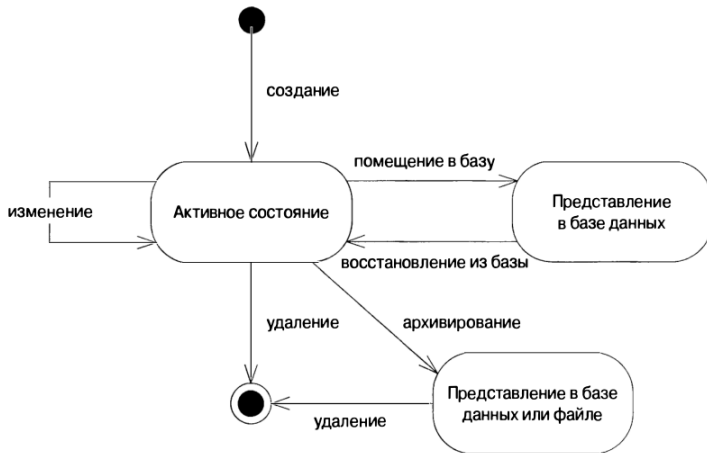 создание
помещение в базу
изменение
Активное состояние
Представление
в базе данных
восстановление из базы
удаление
архивирование
Представление в базе
данных или файле
удаление